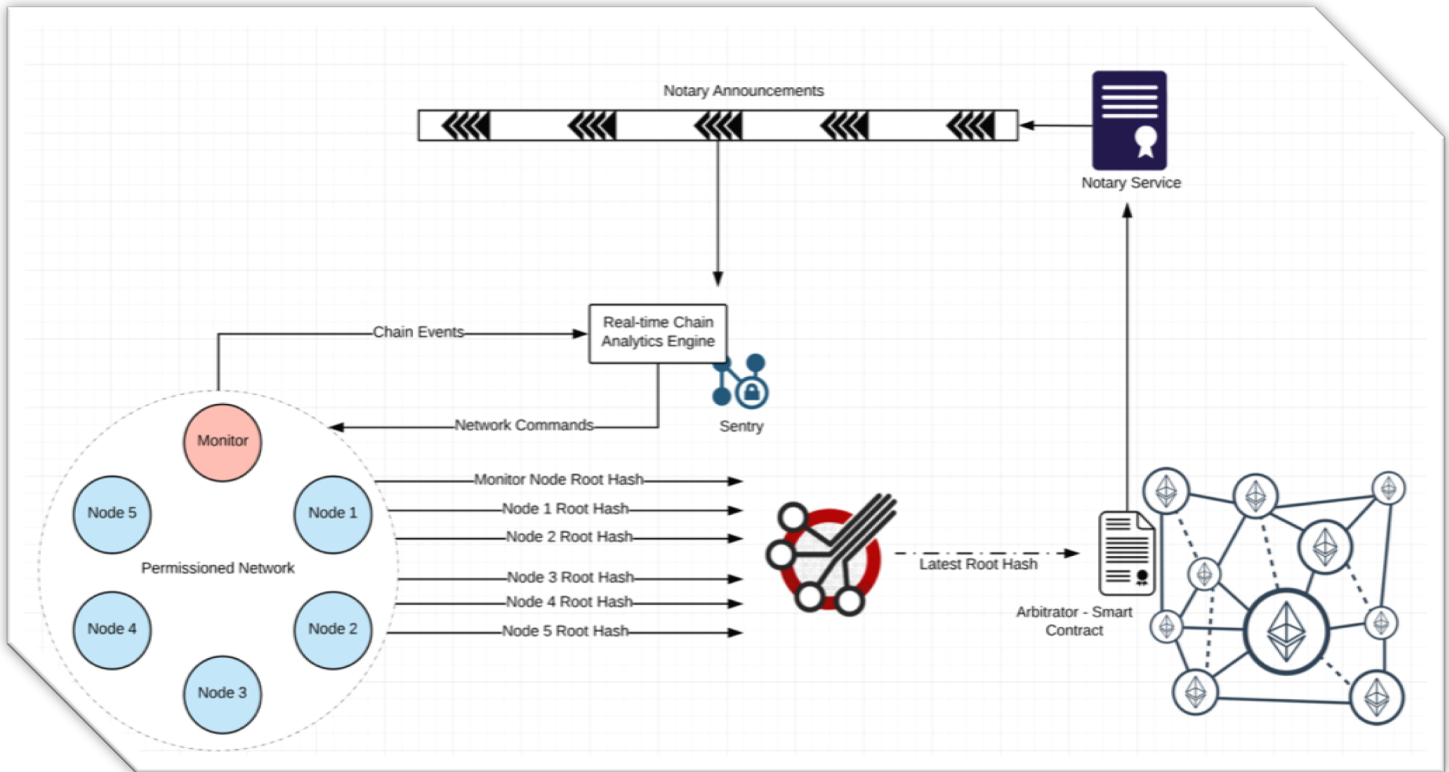 Notary Announcements
Notary Service
Real-time Chain
Analytics Engine
Chain Events
Sentry
Network Commands
Monitor
Monitor Node Root Hash
Node 5
Node 1
Node 1 Root Hash
Node 2 Root Hash
Permissioned Network
Latest Root Hash
Node 3 Root Hash
Node 4 Root Hash
Arbitrator - Smart
Contract
Node 4
Node 2
Node 5 Root Hash
Node 3